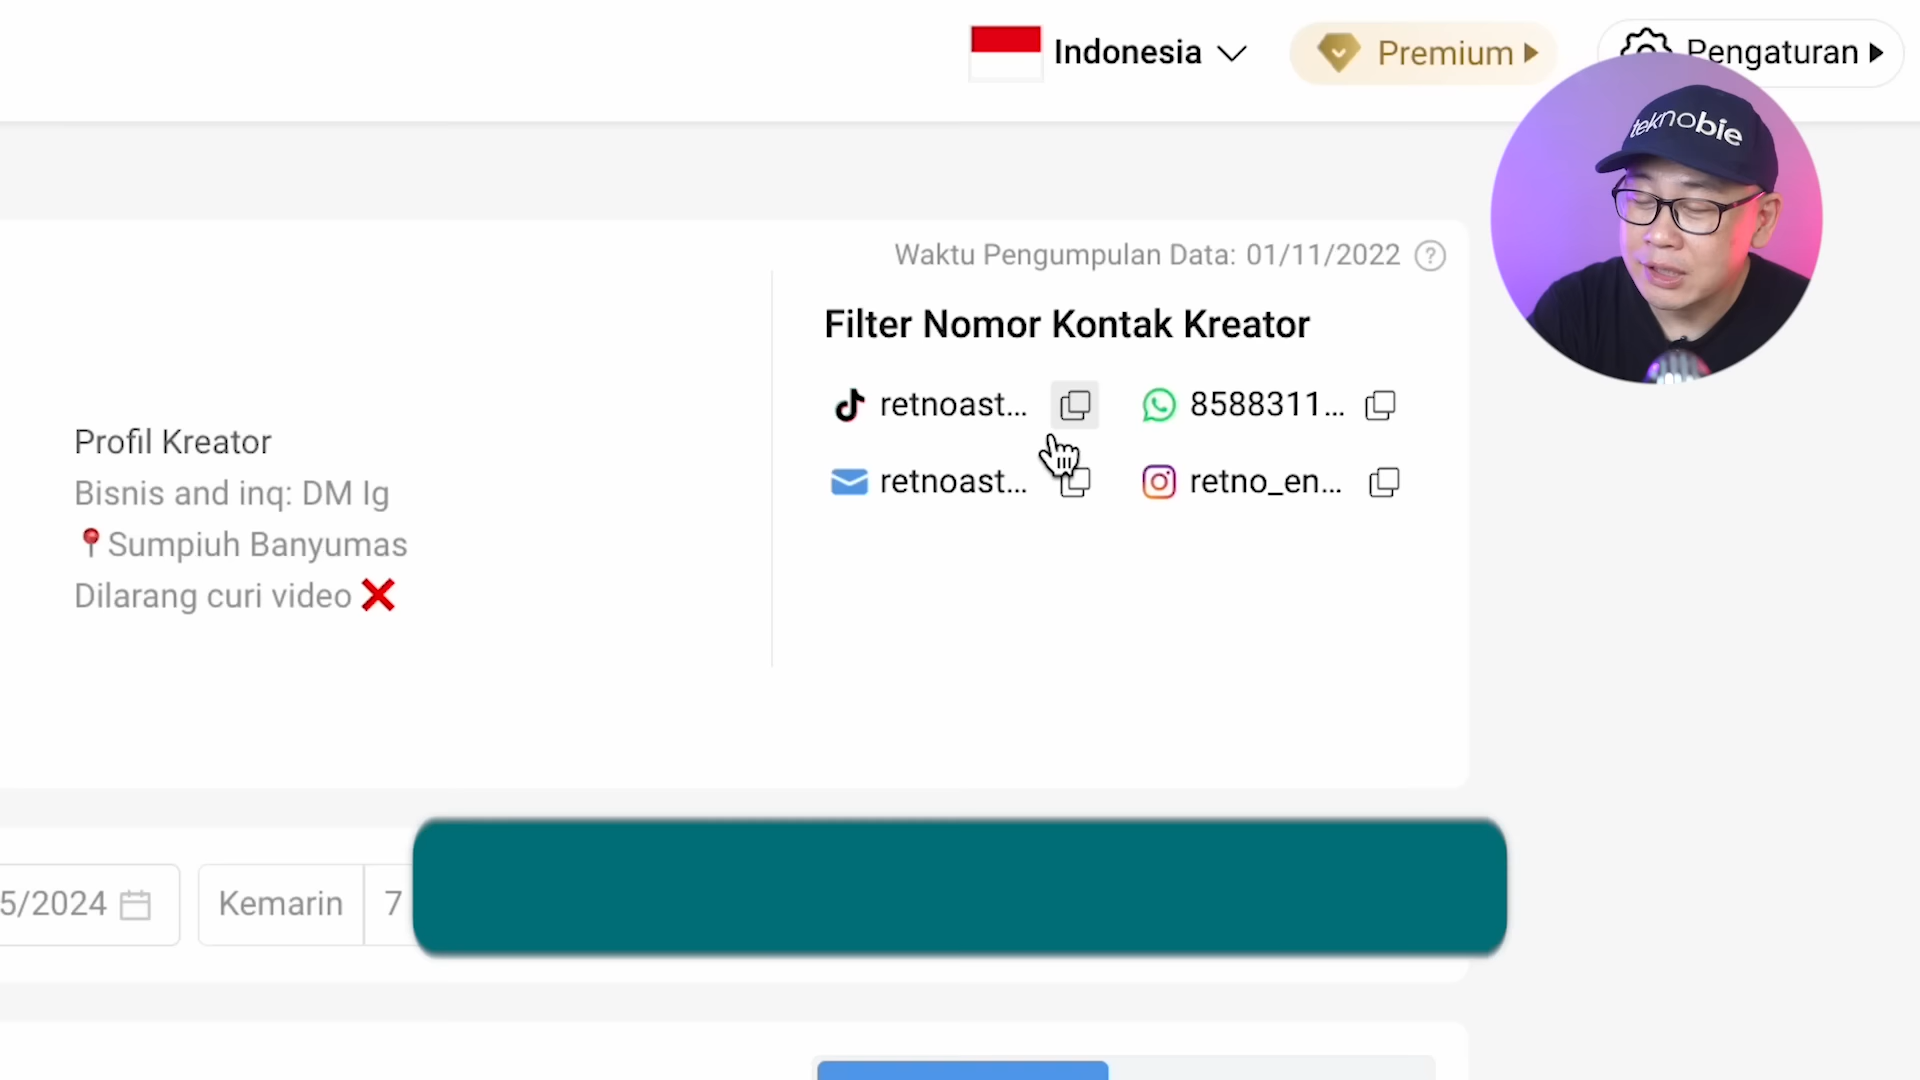 Indonesia
Premium
Pengaturan
teknobie
Waktu Pengumpulan Data: 01/11/2022 ?
Filter Nomor Kontak Kreator
retnoast... 8588311...
retnoast... retno_en...
Profil Kreator
Bisnis and inq: DM Ig
📍Sumpiuh Banyumas
Dilarang curi video ❌
5/2024 Kemarin 7